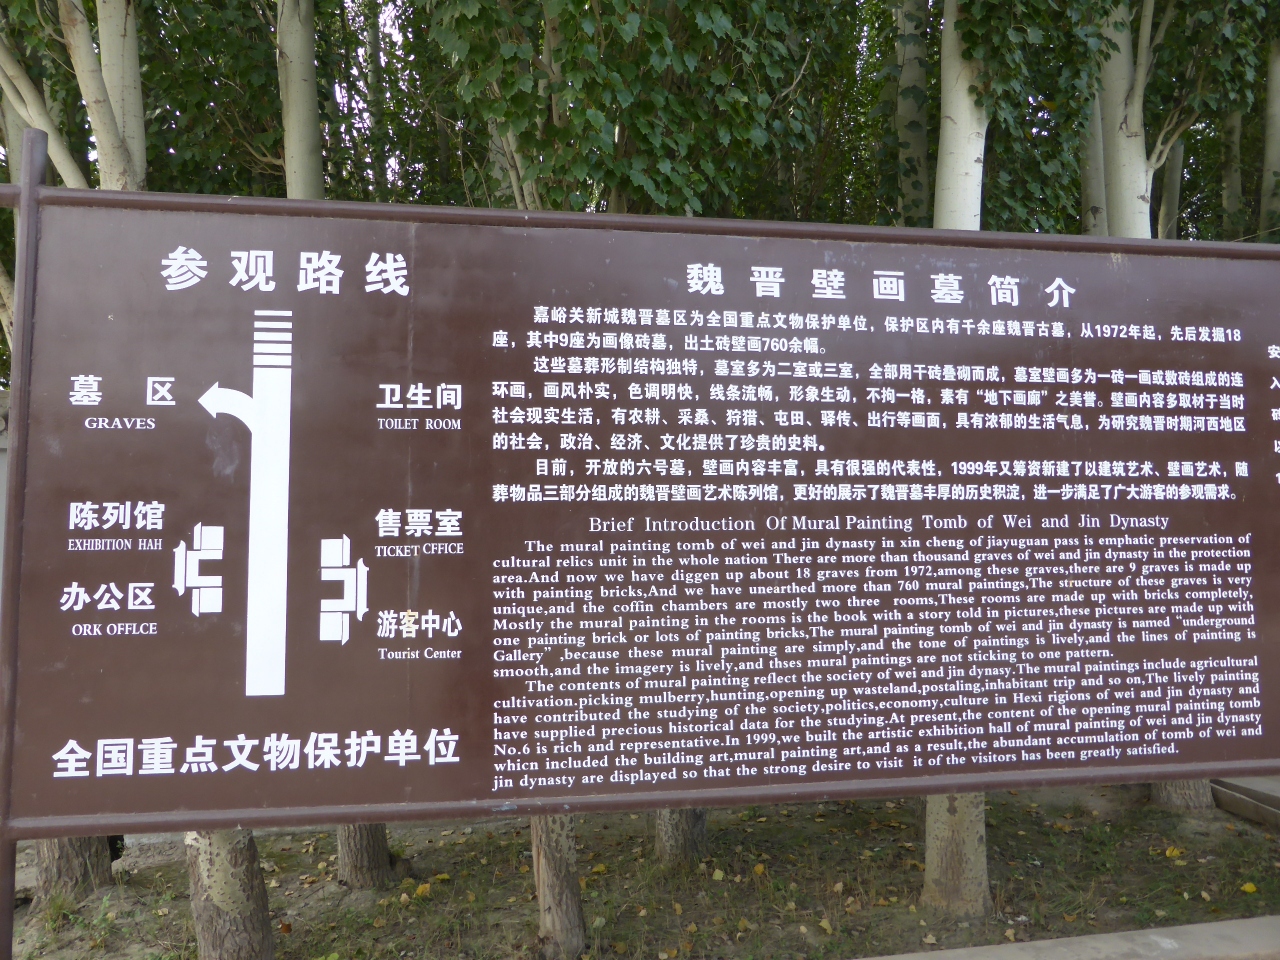 参观路线
墓 区
GRAVES
卫生间
TOILET ROOM
陈列馆
EXHIBITION HAH
售票室
TICKET OFFICE
办公区
ORK OFFLCE
游客中心
Tourist Center
全国重点文物保护单位
魏晋壁画墓简介
嘉峪关新城魏晋墓区为全国重点文物保护单位，保护区内有千余座魏晋古墓，从1972年起，先后发掘18
座，其中9座为画像砖墓，出土砖壁画760余幅。
这些墓葬形制结构独特，墓室多为二室或三室，全部用干砖叠砌而成，墓室壁画多为一砖一画或数砖组成的连
环画，画风朴实，色调明快，线条流畅，形象生动，不拘一格，素有“地下画廊”之美誉。壁画内容多取材于当时
社会现实生活，有农耕、采桑、狩猎、屯田、驿传、出行等画面，具有浓郁的生活气息，为研究魏晋时期河西地区
的社会，政治、经济、文化提供了珍贵的史料。
目前，开放的六号墓，壁画内容丰富，具有很强的代表性，1999年又筹资新建了以建筑艺术、壁画艺术，随
葬物品三部分组成的魏晋壁画艺术陈列馆，更好的展示了魏晋墓丰厚的历史积淀，进一步满足了广大游客的参观需求。
Brief Introduction Of Mural Painting Tomb of Wei and Jin Dynasty
The mural painting tomb of wei and jin dynasty in xin cheng of jiayuguan pass is emphatic preservation of
cultural relics unit in the whole nation There are more than thousand graves of wei and jin dynasty in the protection
area.And now we have diggen up about 18 graves from 1972,among these graves,there are 9 graves is made up
with painting bricks,And we have unearthed more than 760 mural paintings,The structure of these graves is very
unique,and the coffin chambers are mostly two three rooms,These rooms are made up with bricks completely,
Mostly the mural painting in the rooms is the book with a story told in pictures,these pictures are made up with
one painting brick or lots of painting bricks,The mural painting tomb of wei and jin dynasty is named “underground
Gallery” ,because these mural painting are simply,and the tone of paintings is lively,and the lines of painting is
smooth,and the imagery is lively,and thses mural paintings are not sticking to one pattern.
The contents of mural painting reflect the society of wei and jin dynasy.The mural paintings include agricultural
cultivation.picking mulberry,hunting,opening up wasteland,postaling,inhabitant trip and so on,The lively painting
have contributed the studying of the society,politics,economy,culture in Hexi rigions of wei and jin dynasty and
have supplied precious historical data for the studying.At present,the content of the opening mural painting tomb
No.6 is rich and representative.In 1999,we built the artistic exhibition hall of mural painting of wei and jin dynasty
which included the building art,mural painting art,and as a result,the abundant accumulation of tomb of wei and
jin dynasty are displayed so that the strong desire to visit it of the visitors has been greatly satisfied.
安
入
砖
以